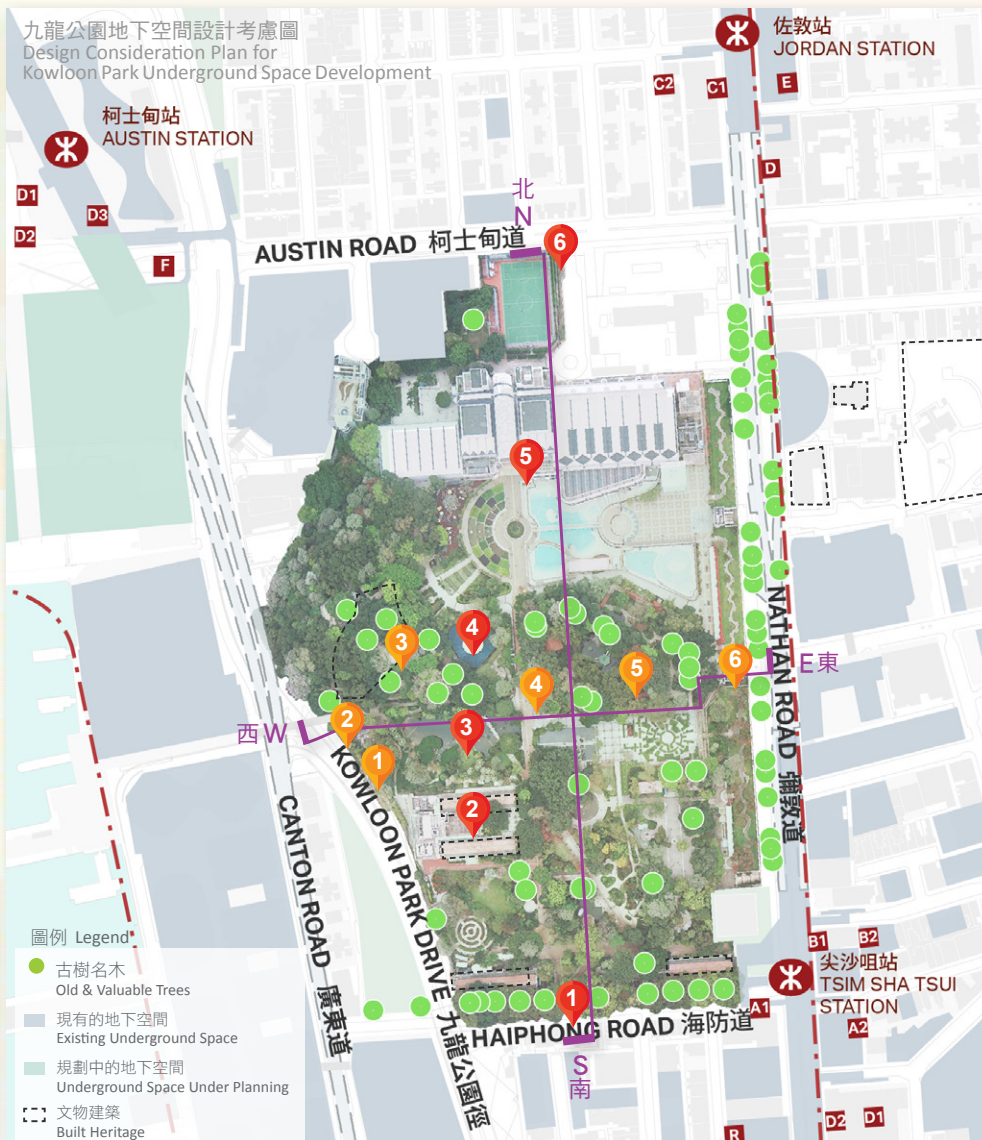 九龍公園地下空間設計考慮圖
Design Consideration Plan for
Kowloon Park Underground Space Development
佐敦站
JORDAN STATION
C2
C1
E
柯士甸站
AUSTIN STATION
D
D1
D2
D3
F
北
N
AUSTIN ROAD 柯士甸道
6
5
4
3
3
4
5
6
E東
西W
2
1
2
NATHAN ROAD 彌敦道
KOWLOON PARK DRIVE 九龍公園徑
CANTON ROAD 廣東道
1
HAIPHONG ROAD 海防道
S
南
B1
B2
尖沙咀站
TSIM SHA TSUI
STATION
A1
A2
D2
D1
R
圖例 Legend
古樹名木
Old & Valuable Trees
現有的地下空間
Existing Underground Space
規劃中的地下空間
Underground Space Under Planning
文物建築
Built Heritage